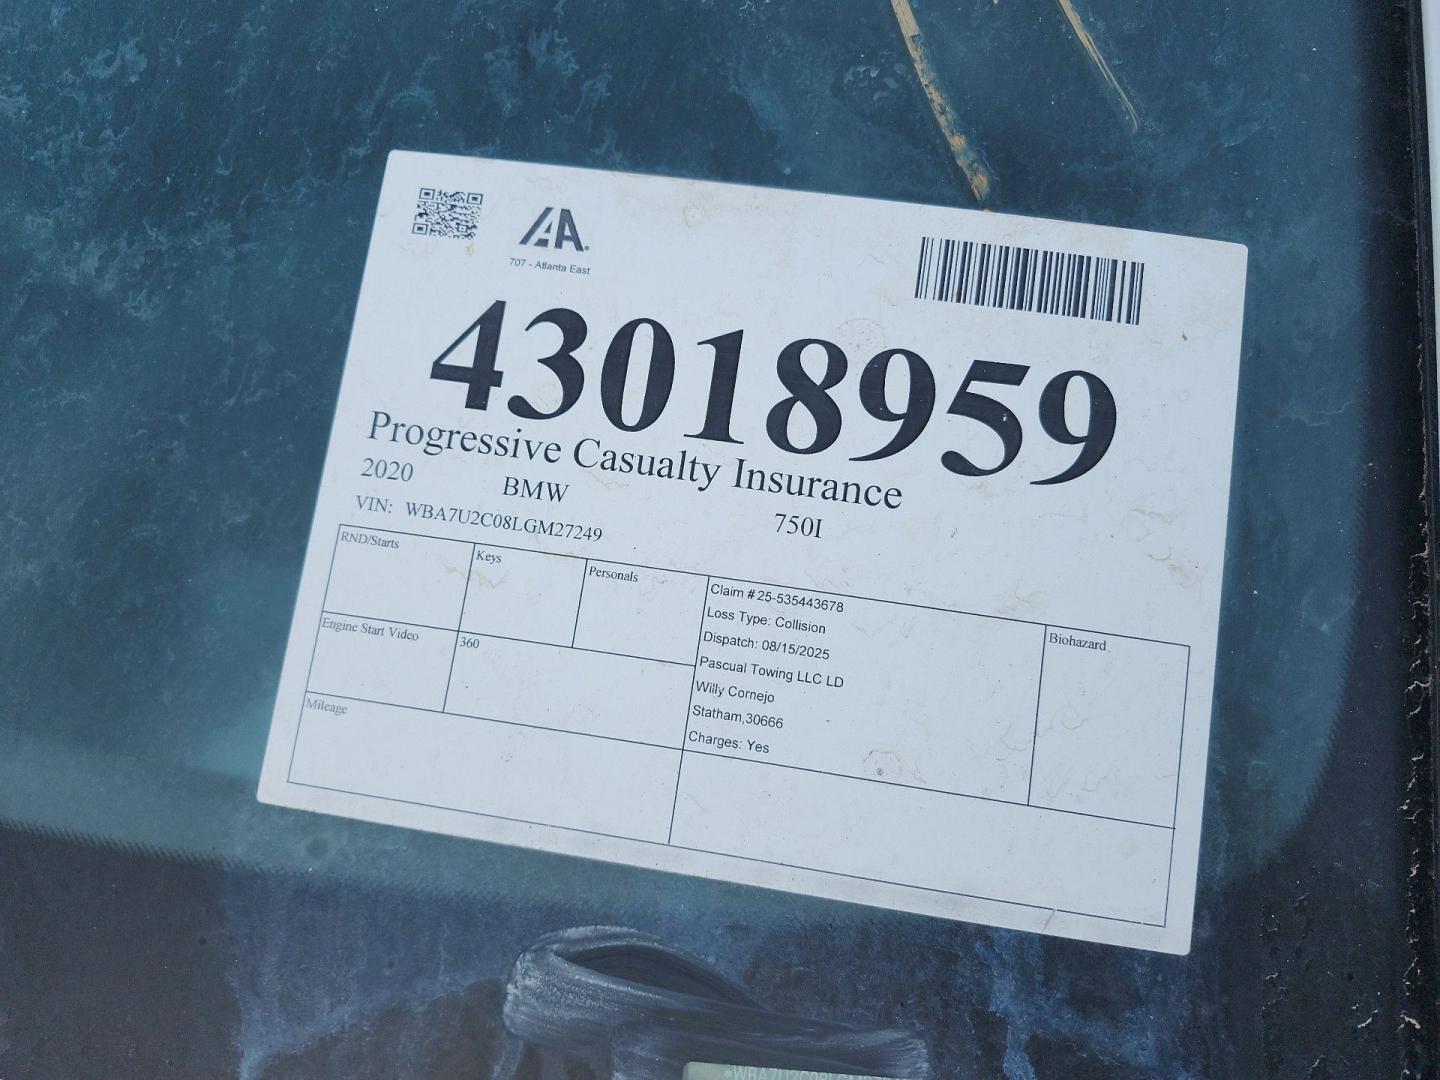 IAA
707 - Atlanta East
43018959
Progressive Casualty Insurance
2020 BMW 750I
VIN: WBA7U2C08LGM27249
RND/Starts
Keys
Personals
Engine Start Video
360
Mileage
Claim # 25-535443678
Loss Type: Collision
Dispatch: 08/15/2025
Pascual Towing LLC LD
Willy Cornejo
Statham,30666
Charges: Yes
Biohazard